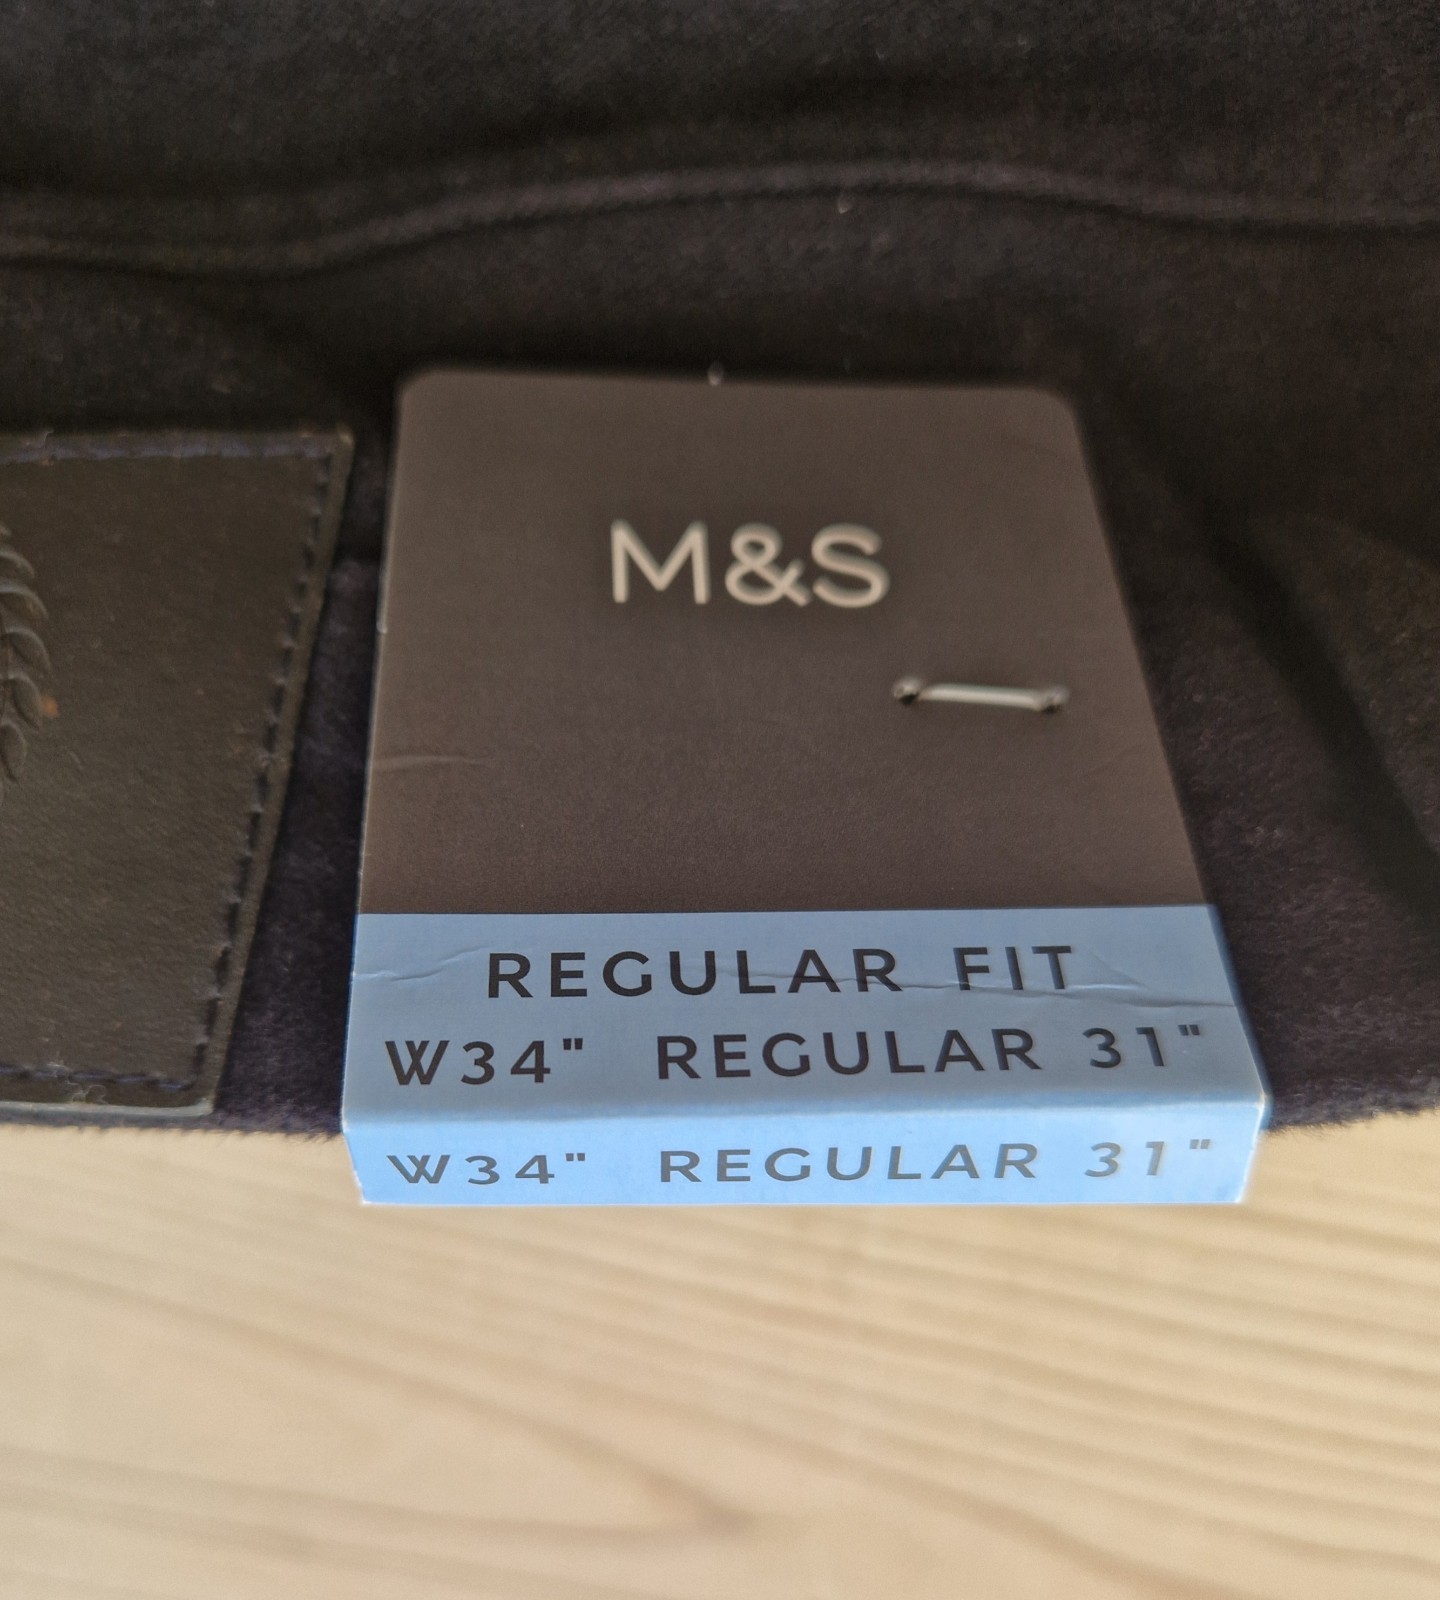 M&S
REGULAR FIT
W34" REGULAR 31"
W34" REGULAR 31"